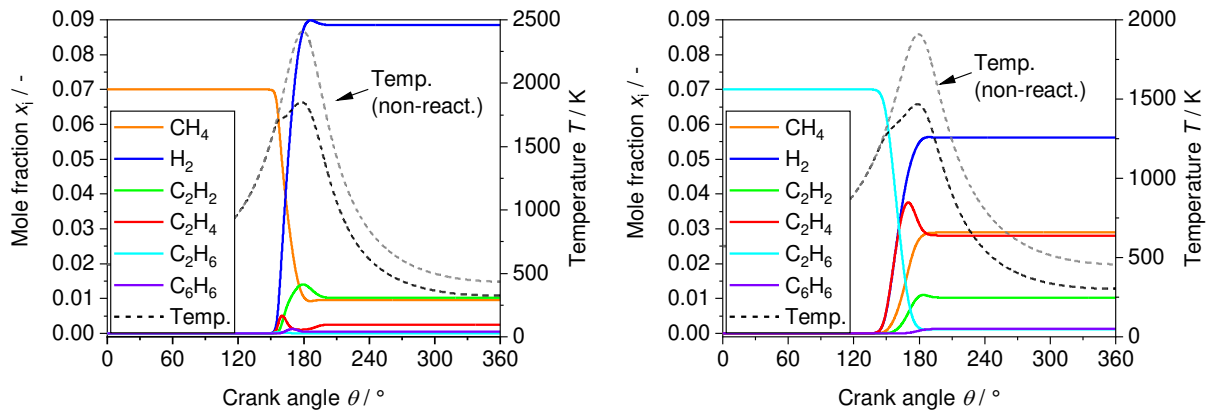 0.09
0.08
0.07
0.06
0.05
0.04
0.03
0.02
0.01
0.00
Mole fraction xᵢ / -
0 60 120 180 240 300 360
Crank angle θ / °
2500
2000
1500
1000
500
0
Temperature T / K
Temp.
(non-react.)
CH₄
H₂
C₂H₂
C₂H₄
C₂H₆
C₆H₆
Temp.
0.09
0.08
0.07
0.06
0.05
0.04
0.03
0.02
0.01
0.00
Mole fraction xᵢ / -
0 60 120 180 240 300 360
Crank angle θ / °
2000
1500
1000
500
0
Temperature T / K
Temp.
(non-react.)
CH₄
H₂
C₂H₂
C₂H₄
C₂H₆
C₆H₆
Temp.